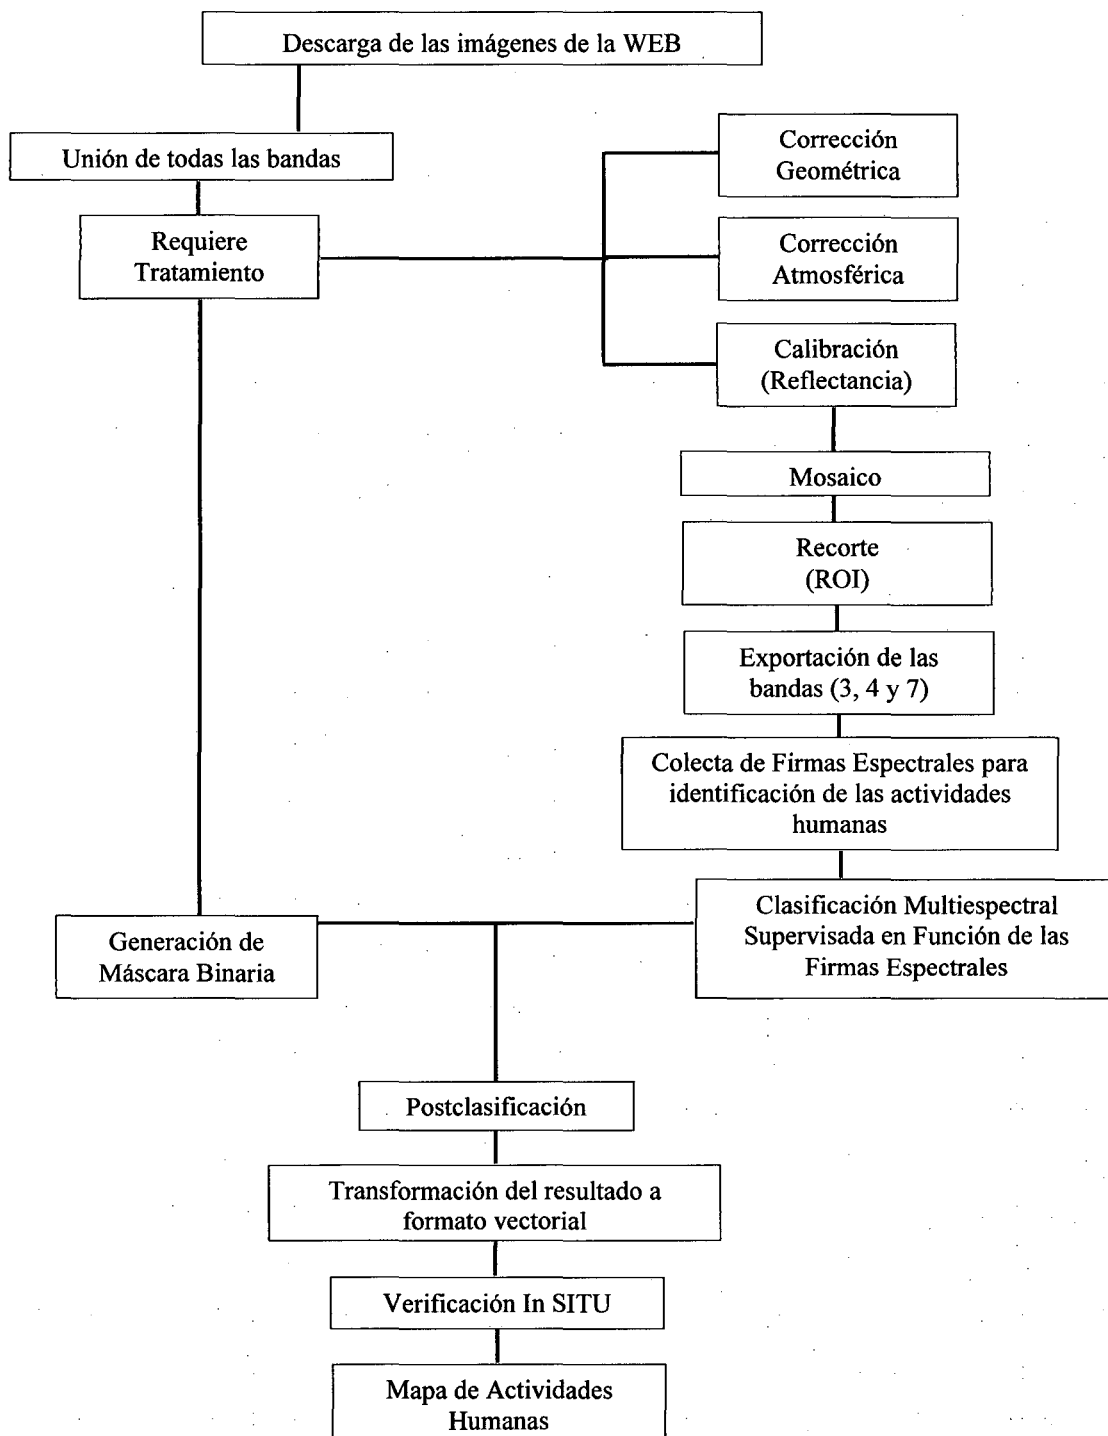 Descarga de las imágenes de la WEB
Unión de todas las bandas
Requiere
Tratamiento
Corrección
Geométrica
Corrección
Atmosférica
Calibración
(Reflectancia)
Mosaico
Recorte
(ROI)
Exportación de las
bandas (3, 4 y 7)
Colecta de Firmas Espectrales para
identificación de las actividades
humanas
Clasificación Multiespectral
Supervisada en Función de las
Firmas Espectrales
Generación de
Máscara Binaria
Postclasificación
Transformación del resultado a
formato vectorial
Verificación In SITU
Mapa de Actividades
Humanas